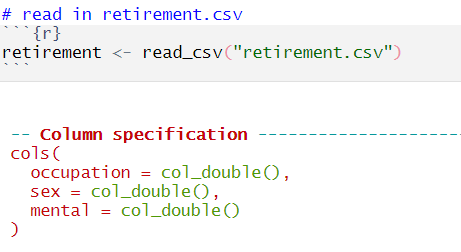 # read in retirement.csv
```{r}
retirement <- read_csv("retirement.csv")
```
-- Column specification ---------------------
cols(
  occupation = col_double(),
  sex = col_double(),
  mental = col_double()
)